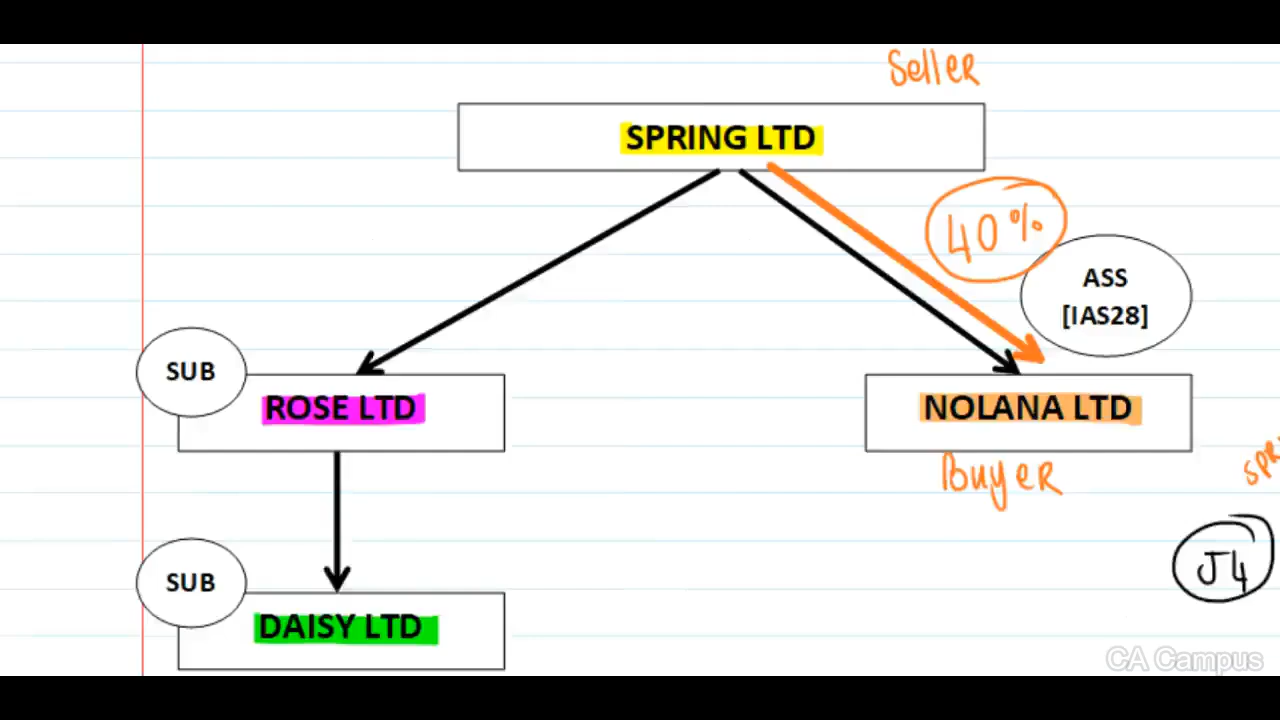 Seller
SPRING LTD
40%
ASS
[IAS28]
SUB
ROSE LTD
NOLANA LTD
Buyer
J4
SUB
DAISY LTD
CA Campus